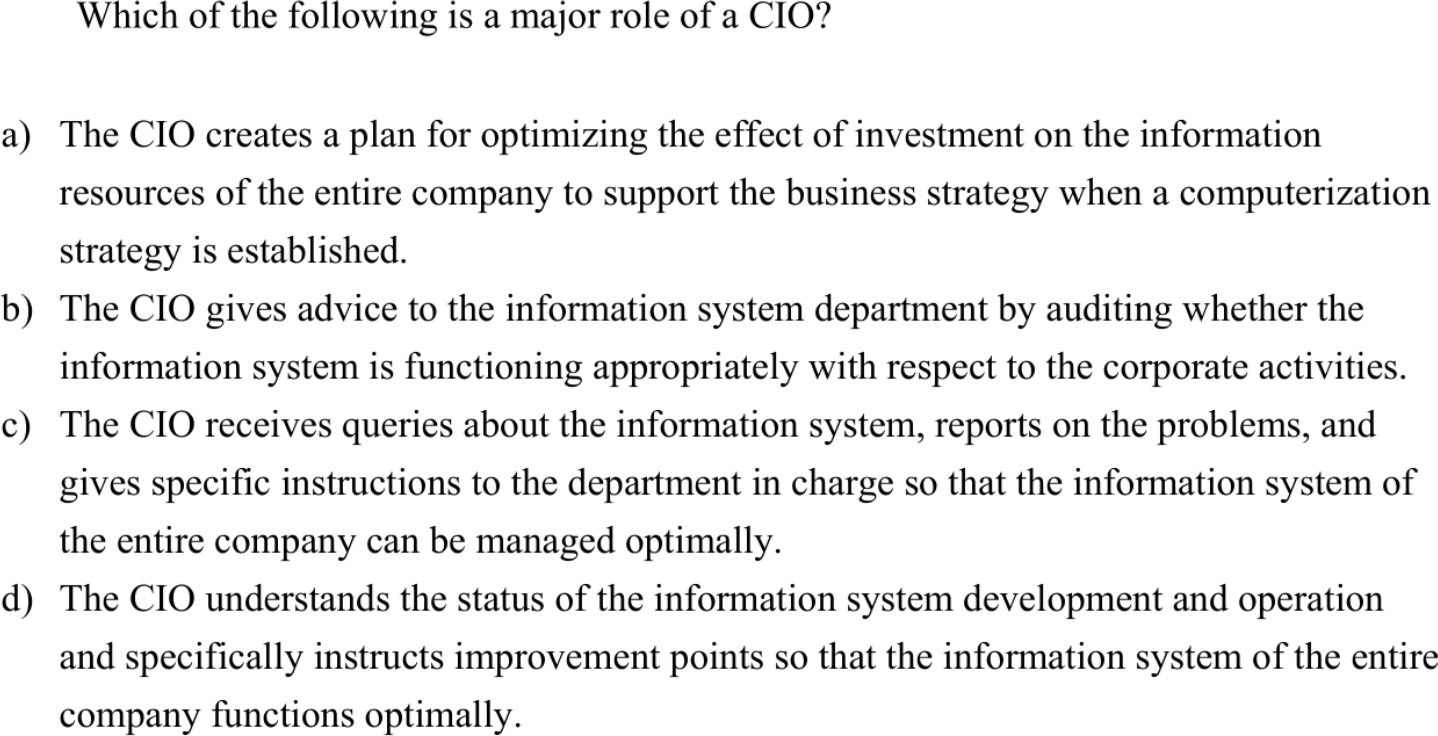 Which of the following is a major role of a CIO?
a) The CIO creates a plan for optimizing the effect of investment on the information
resources of the entire company to support the business strategy when a computerization
strategy is established.
b) The CIO gives advice to the information system department by auditing whether the
information system is functioning appropriately with respect to the corporate activities.
c) The CIO receives queries about the information system, reports on the problems, and
gives specific instructions to the department in charge so that the information system of
the entire company can be managed optimally.
d) The CIO understands the status of the information system development and operation
and specifically instructs improvement points so that the information system of the entire
company functions optimally.